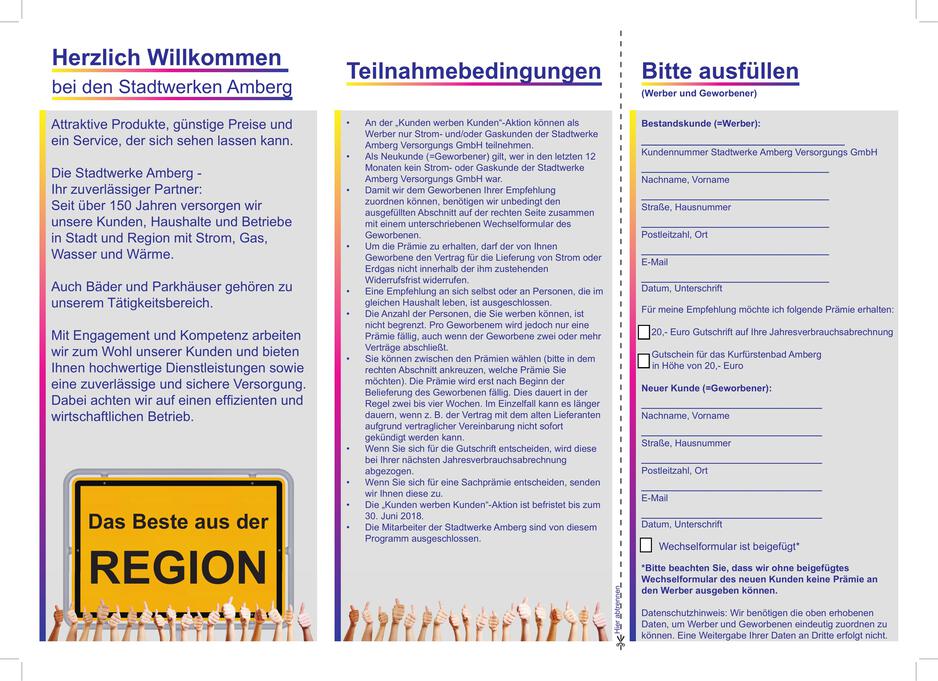 Herzlich Willkommen
bei den Stadtwerken Amberg
Attraktive Produkte, günstige Preise und
ein Service, der sich sehen lassen kann.
Die Stadtwerke Amberg -
Ihr zuverlässiger Partner:
Seit über 150 Jahren versorgen wir
unsere Kunden, Haushalte und Betriebe
in Stadt und Region mit Strom, Gas,
Wasser und Wärme.
Auch Bäder und Parkhäuser gehören zu
unserem Tätigkeitsbereich.
Mit Engagement und Kompetenz arbeiten
wir zum Wohl unserer Kunden und bieten
Ihnen hochwertige Dienstleistungen sowie
eine zuverlässige und sichere Versorgung.
Dabei achten wir auf einen effizienten und
wirtschaftlichen Betrieb.
Das Beste aus der
REGION
Teilnahmebedingungen
• An der „Kunden werben Kunden“-Aktion können als
Werber nur Strom- und/oder Gaskunden der Stadtwerke
Amberg Versorgungs GmbH teilnehmen.
• Als Neukunde (=Geworbener) gilt, wer in den letzten 12
Monaten kein Strom- oder Gaskunde der Stadtwerke
Amberg Versorgungs GmbH war.
• Damit wir dem Geworbenen Ihrer Empfehlung
zuordnen können, benötigen wir unbedingt den
ausgefüllten Abschnitt auf der rechten Seite zusammen
mit einem unterschriebenen Wechselformular des
Geworbenen.
• Um die Prämie zu erhalten, darf der von Ihnen
Geworbene den Vertrag für die Lieferung von Strom oder
Erdgas nicht innerhalb der ihm zustehenden
Widerrufsfrist widerrufen.
• Eine Empfehlung an sich selbst oder an Personen, die im
gleichen Haushalt leben, ist ausgeschlossen.
• Die Anzahl der Personen, die Sie werben können, ist
nicht begrenzt. Pro Geworbenem wird jedoch nur eine
Prämie fällig, auch wenn der Geworbene zwei oder mehr
Verträge abschließt.
• Sie können zwischen den Prämien wählen (bitte in dem
rechten Abschnitt ankreuzen, welche Prämie Sie
möchten). Die Prämie wird erst nach Beginn der
Belieferung des Geworbenen fällig. Dies dauert in der
Regel zwei bis vier Wochen. Im Einzelfall kann es länger
dauern, wenn z. B. der Vertrag mit dem alten Lieferanten
aufgrund vertraglicher Vereinbarung nicht sofort
gekündigt werden kann.
• Wenn Sie sich für die Gutschrift entscheiden, wird diese
bei Ihrer nächsten Jahresverbrauchsabrechnung
abgezogen.
• Wenn Sie sich für eine Sachprämie entscheiden, senden
wir Ihnen diese zu.
• Die „Kunden werben Kunden“-Aktion ist befristet bis zum
30. Juni 2018.
• Die Mitarbeiter der Stadtwerke Amberg sind von diesem
Programm ausgeschlossen.
Hier abtrennen
Bitte ausfüllen
(Werber und Geworbener)
Bestandskunde (=Werber):
Kundennummer Stadtwerke Amberg Versorgungs GmbH
Nachname, Vorname
Straße, Hausnummer
Postleitzahl, Ort
E-Mail
Datum, Unterschrift
Für meine Empfehlung möchte ich folgende Prämie erhalten:
20,- Euro Gutschrift auf Ihre Jahresverbrauchsabrechnung
Gutschein für das Kurfürstenbad Amberg
in Höhe von 20,- Euro
Neuer Kunde (=Geworbener):
Nachname, Vorname
Straße, Hausnummer
Postleitzahl, Ort
E-Mail
Datum, Unterschrift
Wechselformular ist beigefügt*
*Bitte beachten Sie, dass wir ohne beigefügtes
Wechselformular des neuen Kunden keine Prämie an
den Werber ausgeben können.
Datenschutzhinweis: Wir benötigen die oben erhobenen
Daten, um Werber und Geworbenen eindeutig zuordnen zu
können. Eine Weitergabe Ihrer Daten an Dritte erfolgt nicht.